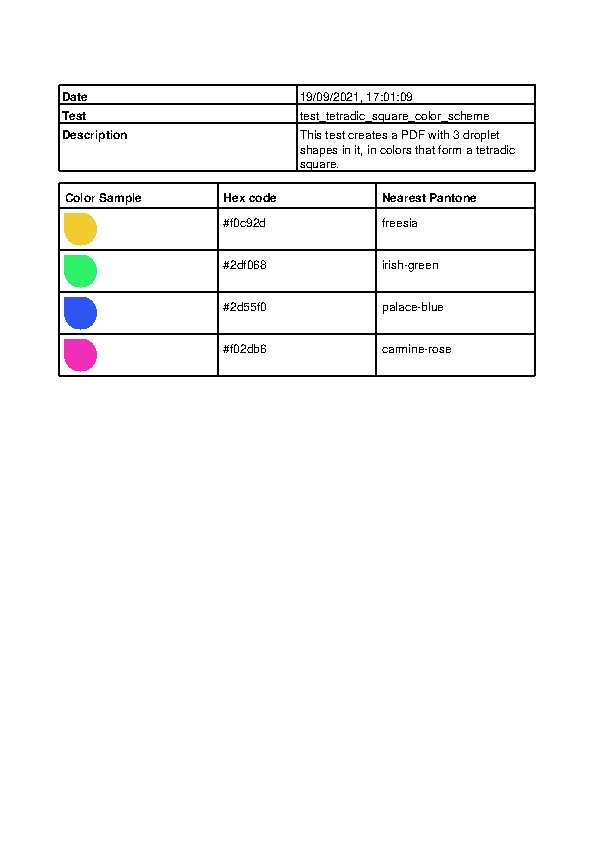 Date 19/09/2021, 17:01:09
Test test_tetradic_square_color_scheme
Description This test creates a PDF with 3 droplet
shapes in it, in colors that form a tetradic
square.
Color Sample Hex code Nearest Pantone
#f0c92d freesia
#2df068 irish-green
#2d55f0 palace-blue
#f02db6 carmine-rose